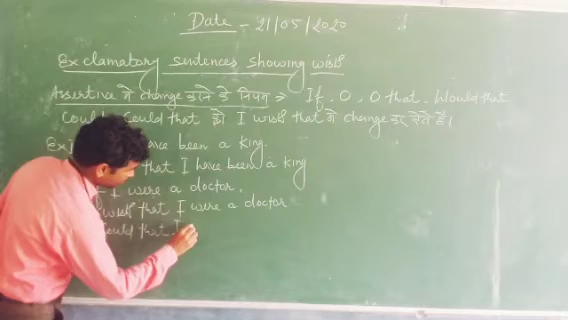 Date - 21/05/2020
Exclamatory sentences showing wish
Assertive में change करने के नियम ⇒ If, O, O that, Would that
Could, Could that को I wish that में change कर देते हैं।
have been a king.
that I have been a king
were a doctor.
wish that I were a doctor
that I